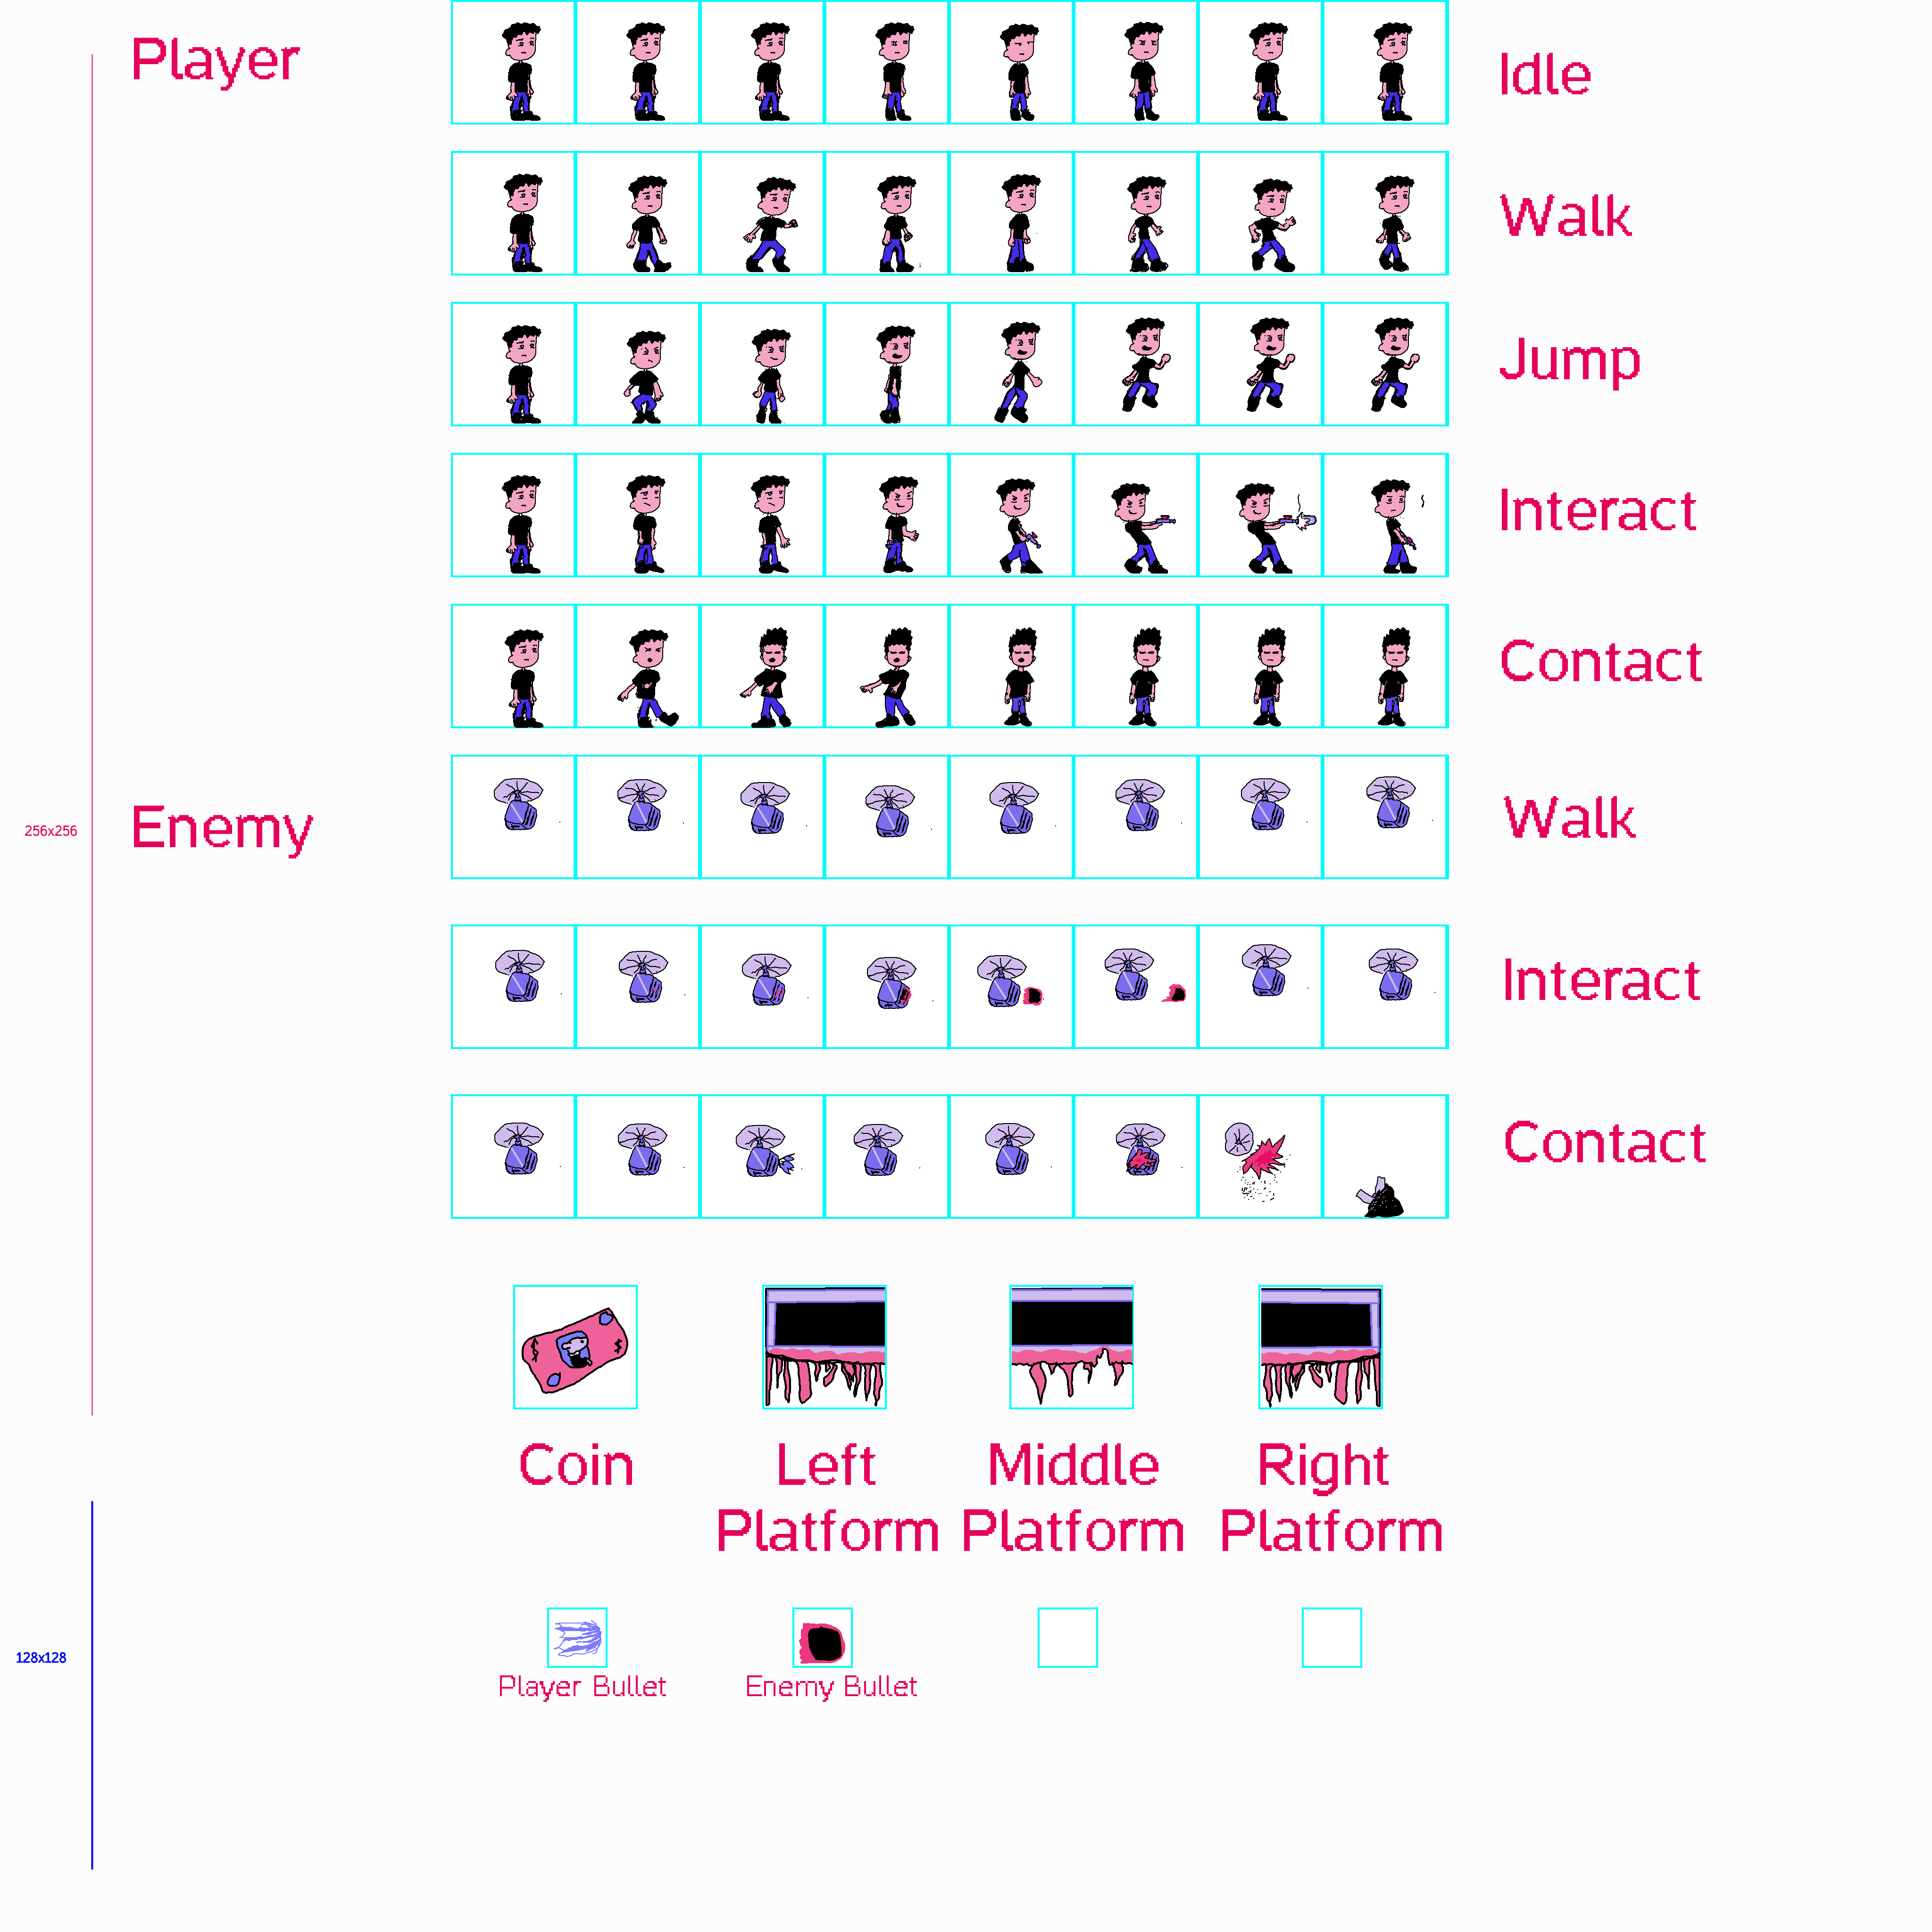 Player
Idle
Walk
Jump
Interact
Contact
Enemy
Walk
256x256
Interact
Contact
Coin
Left
Platform
Middle
Platform
Right
Platform
128x128
Player Bullet
Enemy Bullet